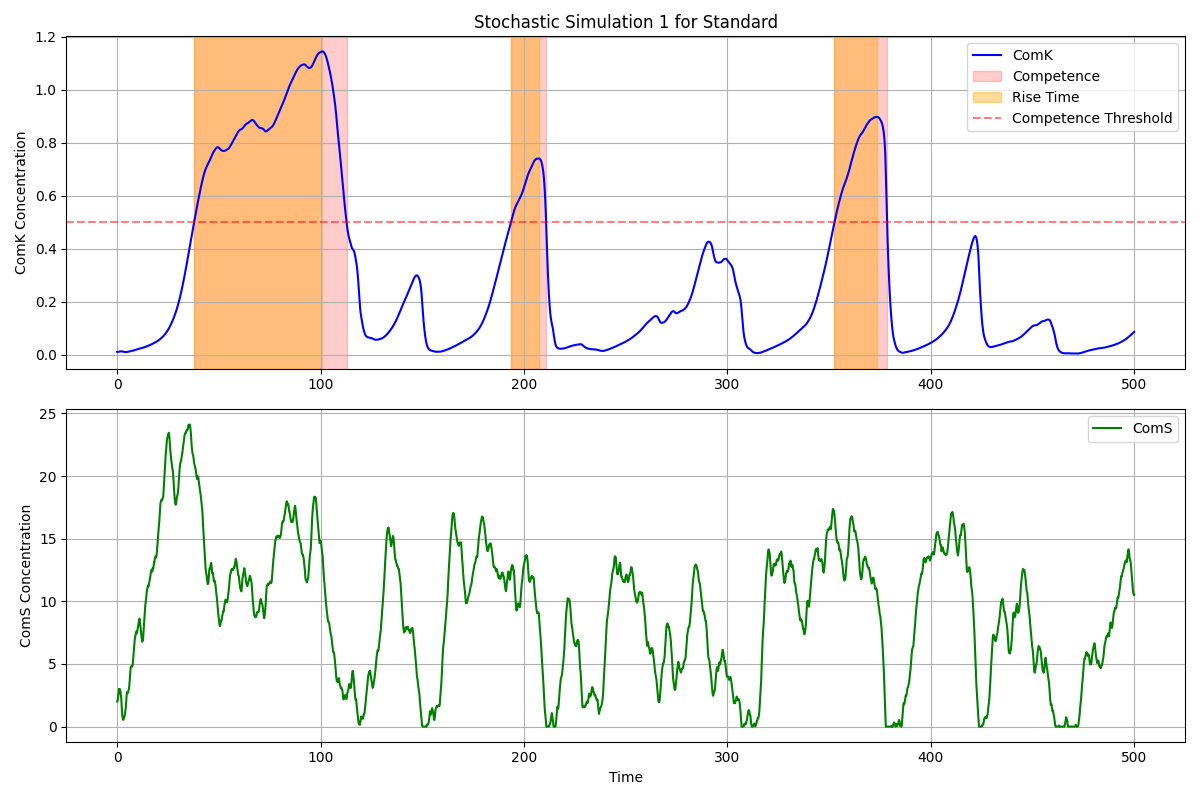 Stochastic Simulation 1 for Standard
ComK Concentration
1.2
1.0
0.8
0.6
0.4
0.2
0.0
ComK
Competence
Rise Time
Competence Threshold
0 100 200 300 400 500
ComS Concentration
25
20
15
10
5
0
ComS
0 100 200 300 400 500
Time